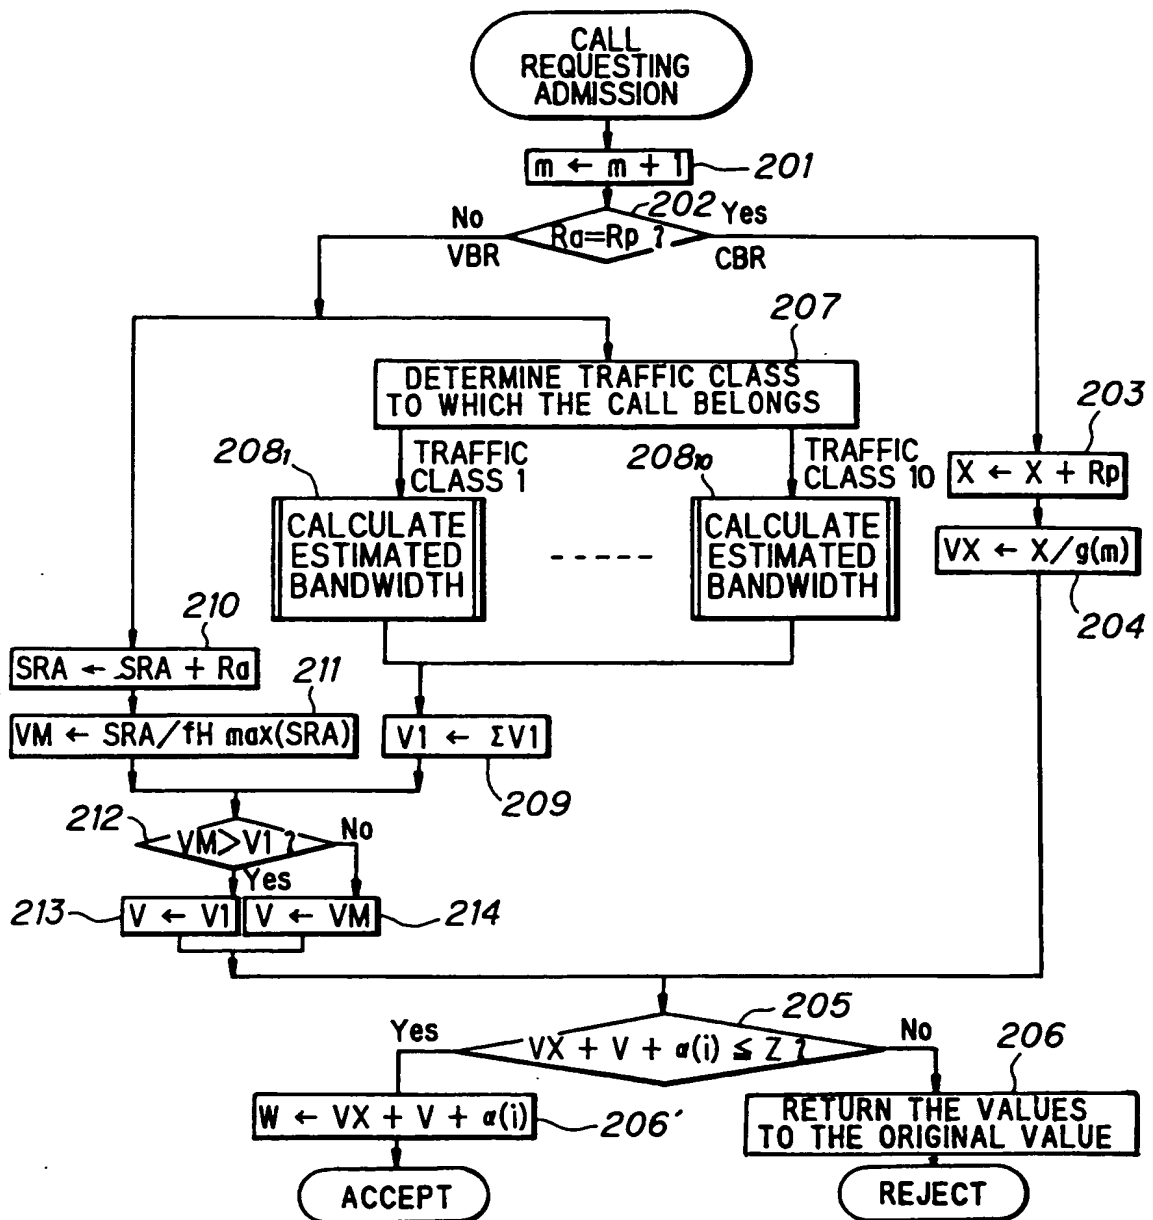 CALL
REQUESTING
ADMISSION
m ← m + 1
201
202
No
Yes
Ra=Rp ?
VBR
CBR
207
DETERMINE TRAFFIC CLASS
TO WHICH THE CALL BELONGS
203
X ← X + Rp
208₁
TRAFFIC
CLASS 1
208₁₀
TRAFFIC
CLASS 10
CALCULATE
ESTIMATED
BANDWIDTH
CALCULATE
ESTIMATED
BANDWIDTH
VX ← X/g(m)
204
210
SRA ← SRA + Ra
211
VM ← SRA/fH max(SRA)
V1 ← ΣV1
209
212
VM>V1 ?
No
Yes
213
V ← V1
V ← VM
214
205
Yes
VX + V + α(i) ≦ Z ?
No
206
W ← VX + V + α(i)
206'
RETURN THE VALUES
TO THE ORIGINAL VALUE
ACCEPT
REJECT